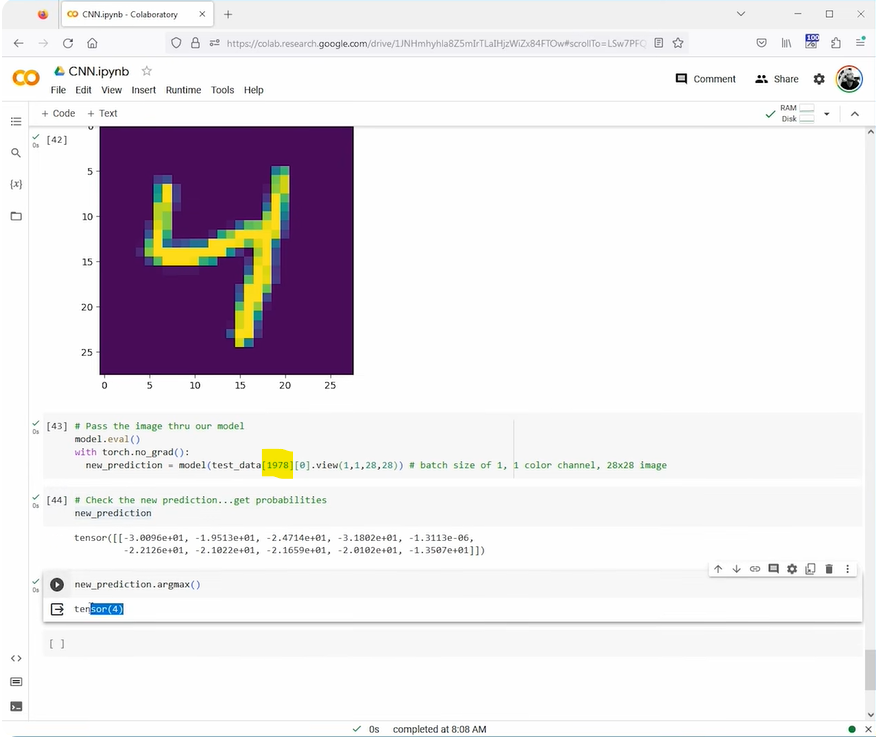 CNN.ipynb - Colaboratory
https://colab.research.google.com/drive/1JNHmhyhla8Z5mIrTLaIHjzWiZx84FTOw#scrollTo=LSw7PFC
100
CNN.ipynb
Comment
Share
File Edit View Insert Runtime Tools Help
+ Code + Text
RAM
Disk
[42]
0s
0
5
10
15
20
25
0 5 10 15 20 25
[43] # Pass the image thru our model
0s
model.eval()
with torch.no_grad():
new_prediction = model(test_data[1978][0].view(1,1,28,28)) # batch size of 1, 1 color channel, 28x28 image
[44] # Check the new prediction...get probabilities
0s
new_prediction
tensor([[-3.0096e+01, -1.9513e+01, -2.4714e+01, -3.1802e+01, -1.3113e-06,
-2.2126e+01, -2.1022e+01, -2.1659e+01, -2.0102e+01, -1.3507e+01]])
new_prediction.argmax()
0s
tensor(4)
[ ]
0s completed at 8:08 AM